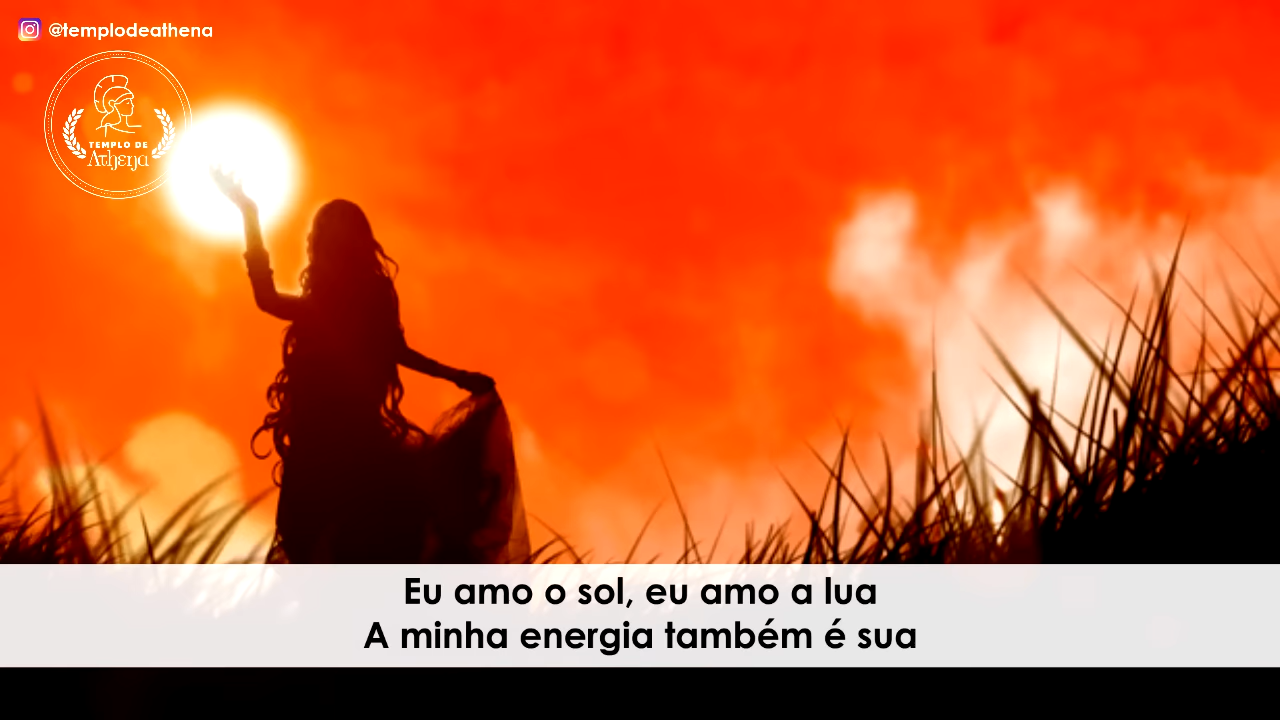 @templodeathena
TEMPLO DE
Athena
Eu amo o sol, eu amo a lua
A minha energia também é sua